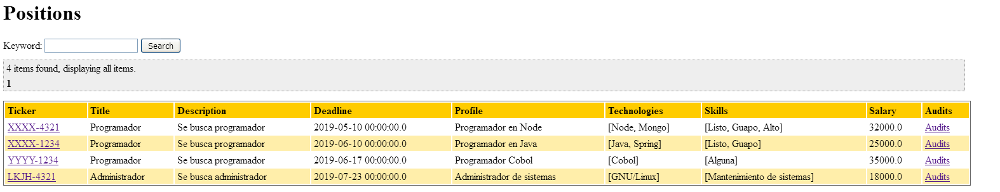 Positions
Keyword: Search
4 items found, displaying all items.
1
Ticker Title Description Deadline Profile Technologies Skills Salary Audits
XXXX-4321 Programador Se busca programador 2019-05-10 00:00:00.0 Programador en Node [Node, Mongo] [Listo, Guapo, Alto] 32000.0 Audits
XXXX-1234 Programador Se busca programador 2019-06-10 00:00:00.0 Programador en Java [Java, Spring] [Listo, Guapo] 25000.0 Audits
YYYY-1234 Programador Se busca programador 2019-06-17 00:00:00.0 Programador Cobol [Cobol] [Alguna] 35000.0 Audits
LKJH-4321 Administrador Se busca administrador 2019-07-23 00:00:00.0 Administrador de sistemas [GNU/Linux] [Mantenimiento de sistemas] 18000.0 Audits